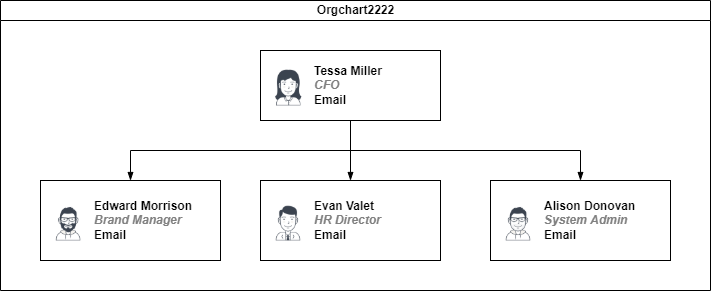 Orgchart2222
Tessa Miller
CFO
Email
Edward Morrison
Brand Manager
Email
Evan Valet
HR Director
Email
Alison Donovan
System Admin
Email